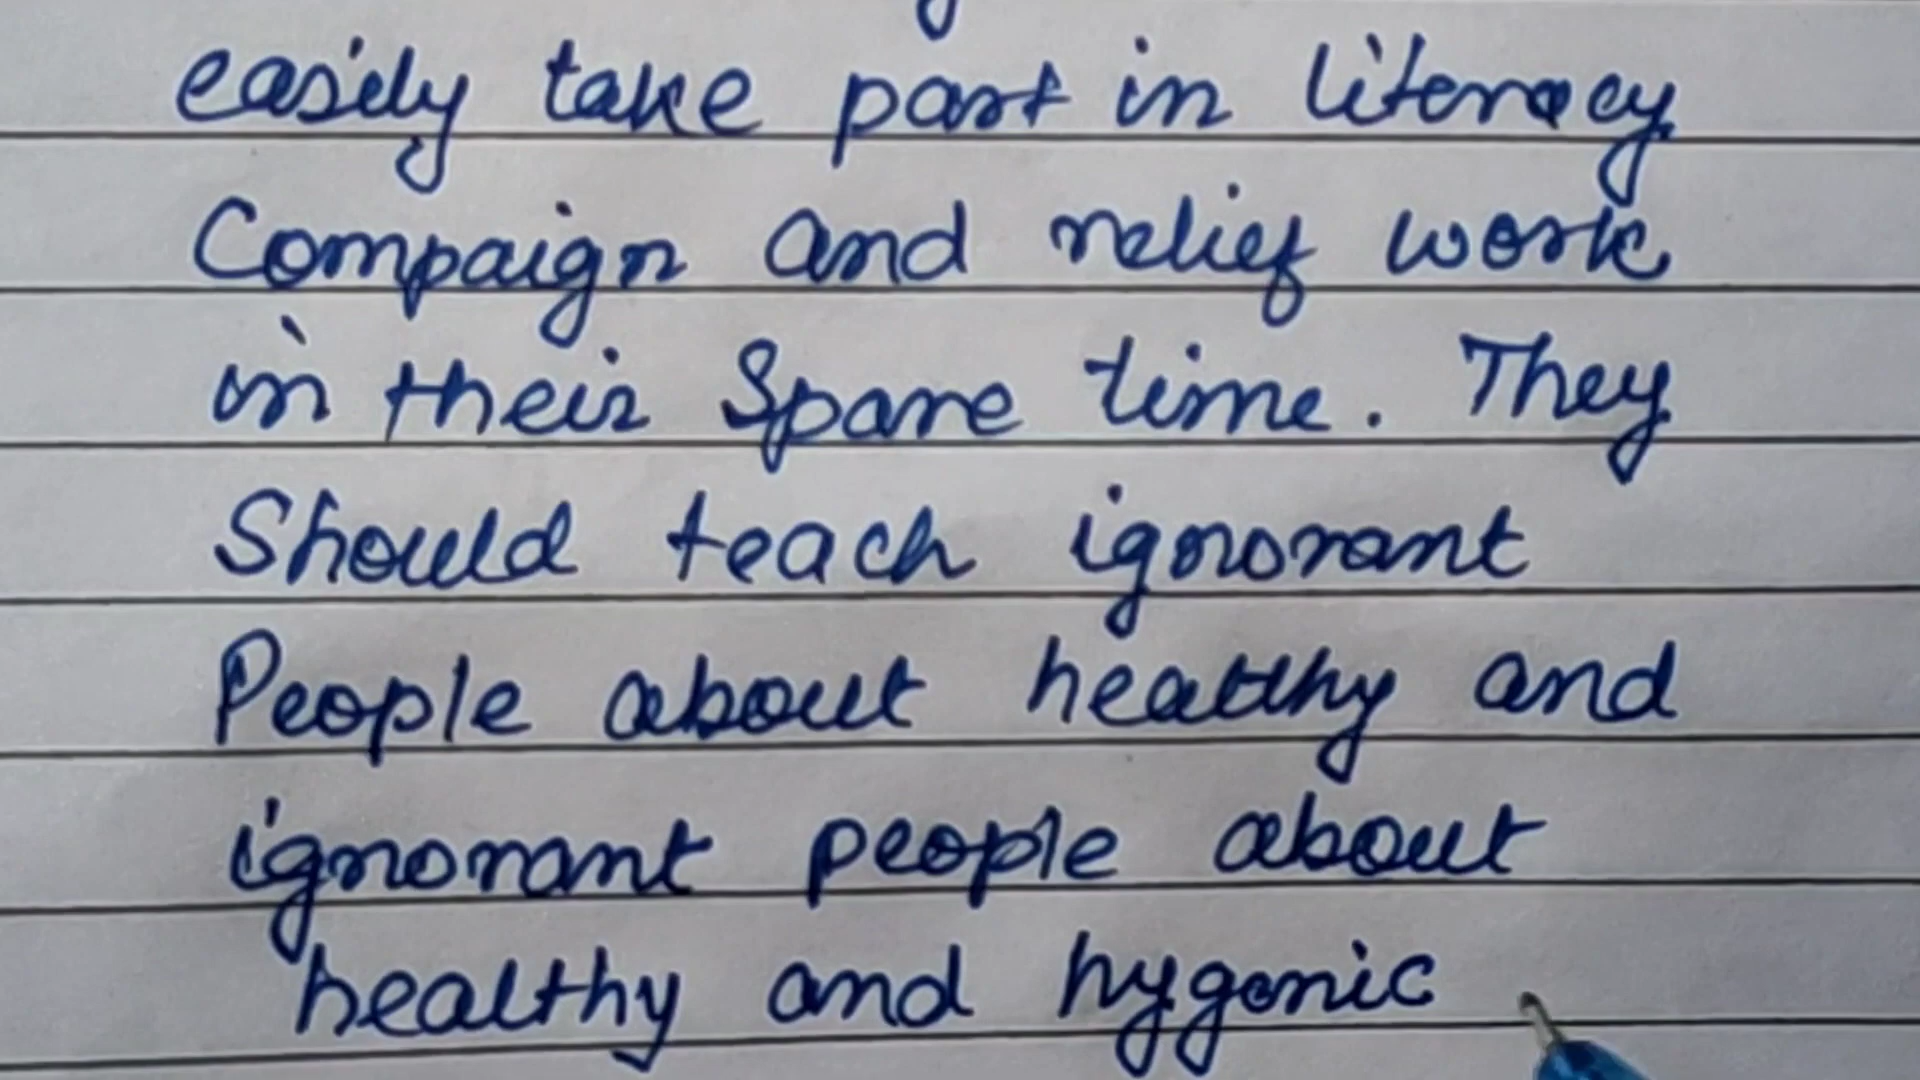 easily take part in literacy
Compaign and relief work
in their Spare time. They
Should teach ignorant
People about healthy and
ignorant people about
healthy and hygenic